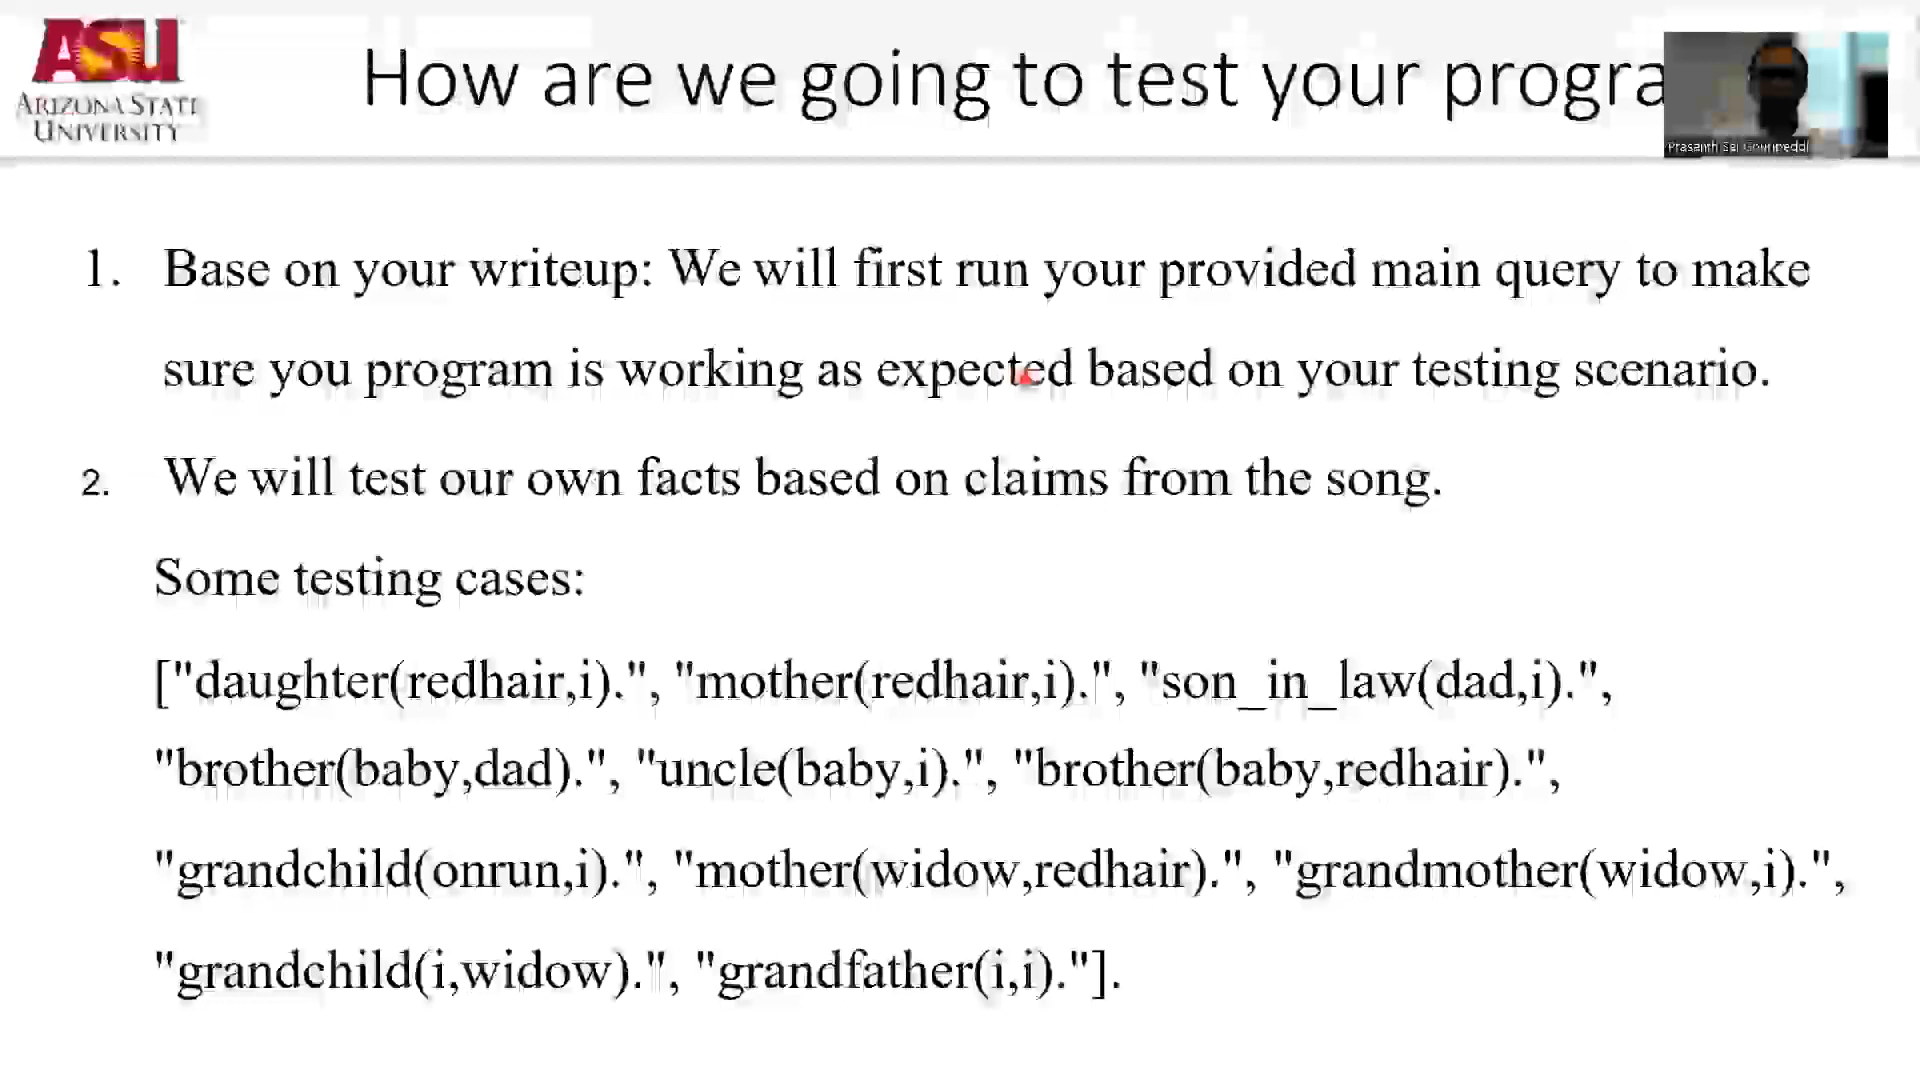 ASU
ARIZONA STATE
UNIVERSITY
How are we going to test your progra
Prasanth Sai
1. Base on your writeup: We will first run your provided main query to make
sure you program is working as expected based on your testing scenario.
2. We will test our own facts based on claims from the song.
Some testing cases:
["daughter(redhair,i).", "mother(redhair,i).", "son_in_law(dad,i).",
"brother(baby,dad).", "uncle(baby,i).", "brother(baby,redhair).",
"grandchild(onrun,i).", "mother(widow,redhair).", "grandmother(widow,i).",
"grandchild(i,widow).", "grandfather(i,i)."].